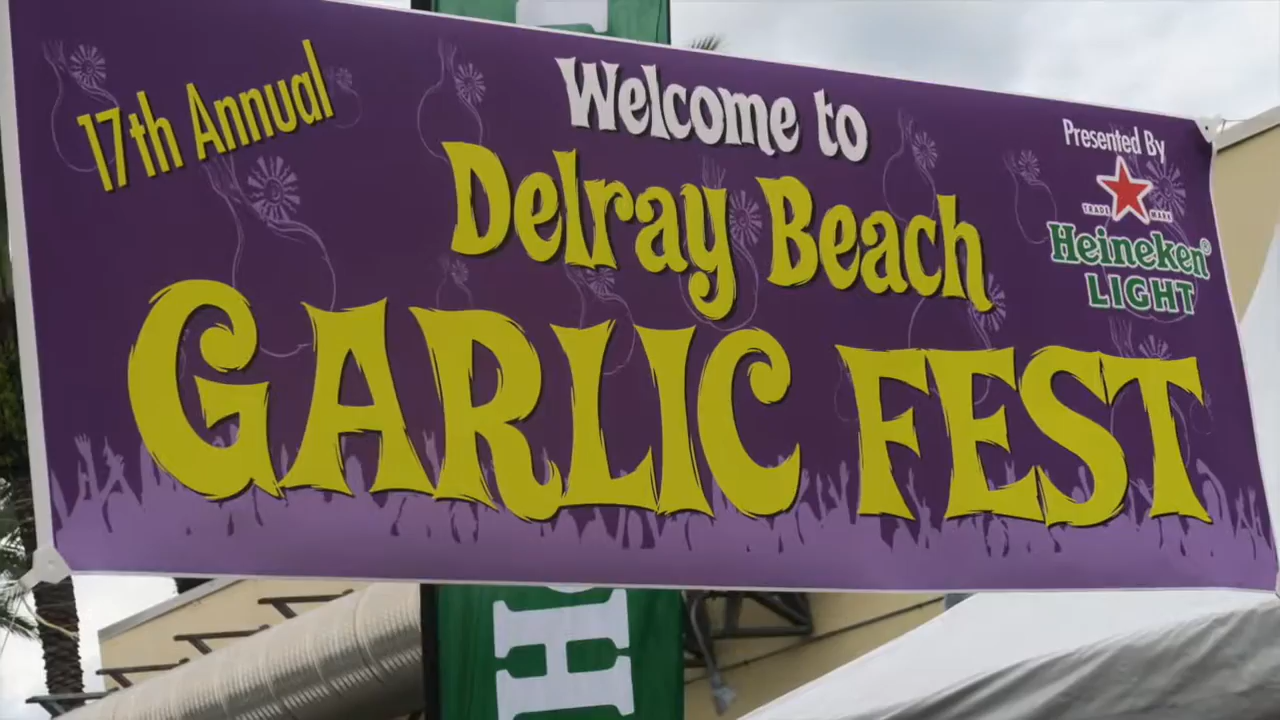 17th Annual
Welcome to
Delray Beach
GARLIC FEST
Presented By
TRADE MARK
Heineken®
LIGHT
H